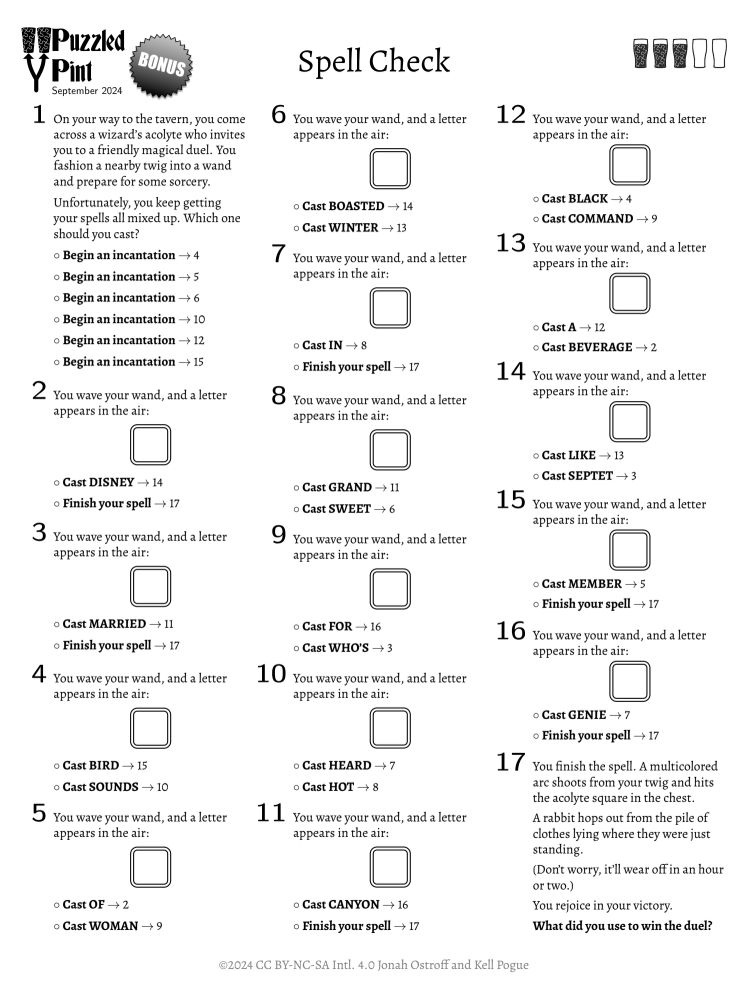 Puzzled
Pint
September 2024
BONUS
Spell Check
1 On your way to the tavern, you come
across a wizard's acolyte who invites
you to a friendly magical duel. You
fashion a nearby twig into a wand
and prepare for some sorcery.
Unfortunately, you keep getting
your spells all mixed up. Which one
should you cast?
○ Begin an incantation → 4
○ Begin an incantation → 5
○ Begin an incantation → 6
○ Begin an incantation → 10
○ Begin an incantation → 12
○ Begin an incantation → 15
2 You wave your wand, and a letter
appears in the air:
○ Cast DISNEY → 14
○ Finish your spell → 17
3 You wave your wand, and a letter
appears in the air:
○ Cast MARRIED → 11
○ Finish your spell → 17
4 You wave your wand, and a letter
appears in the air:
○ Cast BIRD → 15
○ Cast SOUNDS → 10
5 You wave your wand, and a letter
appears in the air:
○ Cast OF → 2
○ Cast WOMAN → 9
6 You wave your wand, and a letter
appears in the air:
○ Cast BOASTED → 14
○ Cast WINTER → 13
7 You wave your wand, and a letter
appears in the air:
○ Cast IN → 8
○ Finish your spell → 17
8 You wave your wand, and a letter
appears in the air:
○ Cast GRAND → 11
○ Cast SWEET → 6
9 You wave your wand, and a letter
appears in the air:
○ Cast FOR → 16
○ Cast WHO'S → 3
10 You wave your wand, and a letter
appears in the air:
○ Cast HEARD → 7
○ Cast HOT → 8
11 You wave your wand, and a letter
appears in the air:
○ Cast CANYON → 16
○ Finish your spell → 17
12 You wave your wand, and a letter
appears in the air:
○ Cast BLACK → 4
○ Cast COMMAND → 9
13 You wave your wand, and a letter
appears in the air:
○ Cast A → 12
○ Cast BEVERAGE → 2
14 You wave your wand, and a letter
appears in the air:
○ Cast LIKE → 13
○ Cast SEPTET → 3
15 You wave your wand, and a letter
appears in the air:
○ Cast MEMBER → 5
○ Finish your spell → 17
16 You wave your wand, and a letter
appears in the air:
○ Cast GENIE → 7
○ Finish your spell → 17
17 You finish the spell. A multicolored
arc shoots from your twig and hits
the acolyte square in the chest.
A rabbit hops out from the pile of
clothes lying where they were just
standing.
(Don't worry, it'll wear off in an hour
or two.)
You rejoice in your victory.
What did you use to win the duel?
©2024 CC BY-NC-SA Intl. 4.0 Jonah Ostroff and Kell Pogue